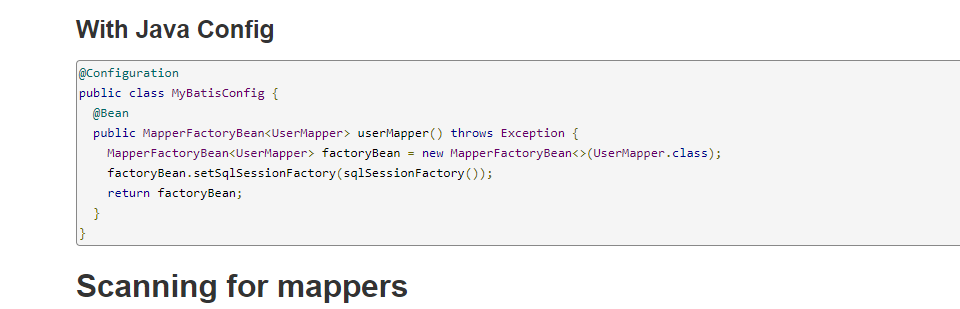 With Java Config
@Configuration
public class MyBatisConfig {
  @Bean
  public MapperFactoryBean<UserMapper> userMapper() throws Exception {
    MapperFactoryBean<UserMapper> factoryBean = new MapperFactoryBean<>(UserMapper.class);
    factoryBean.setSqlSessionFactory(sqlSessionFactory());
    return factoryBean;
  }
}
Scanning for mappers